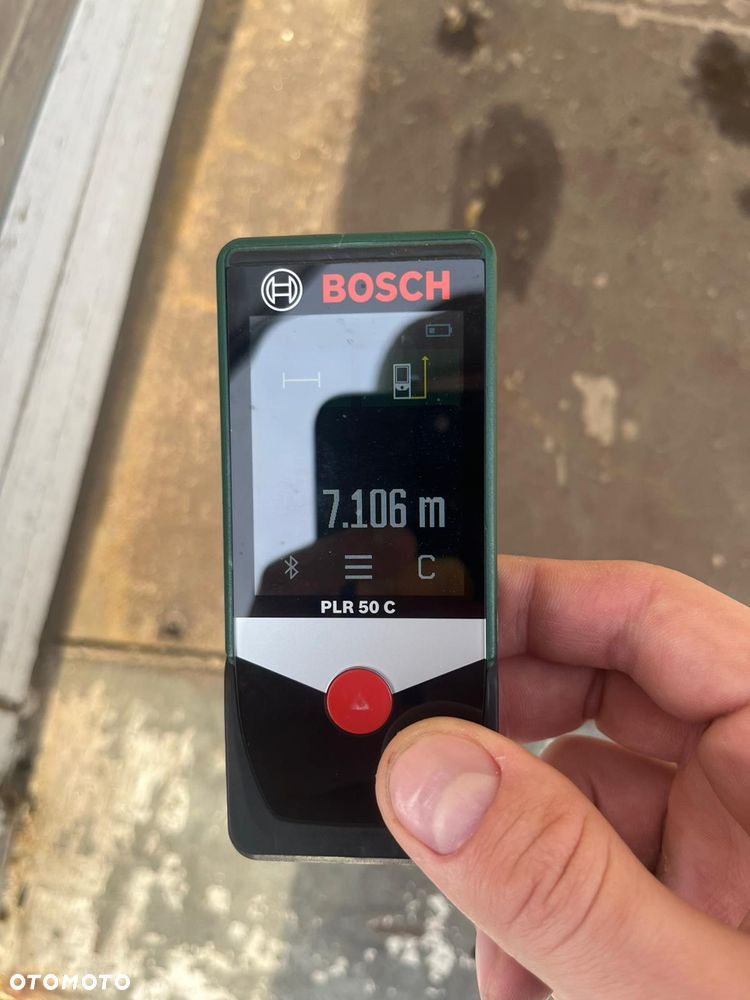 BOSCH
7.106 m
C
PLR 50 C
OTOMOTO